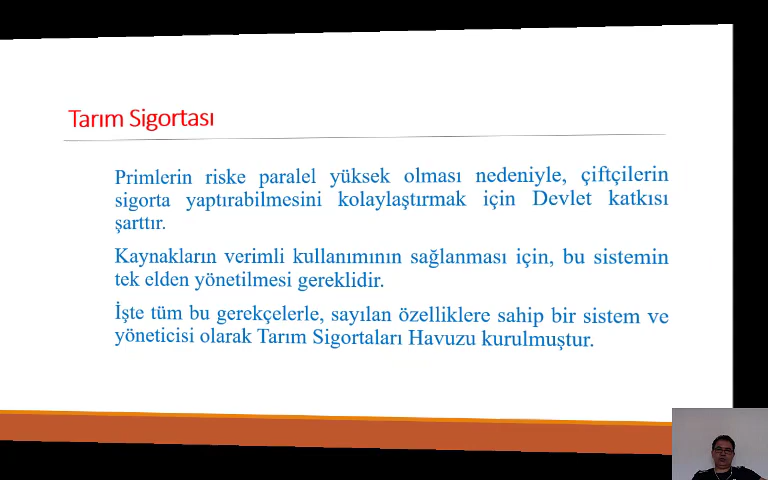 Tarım Sigortası
Primlerin riske paralel yüksek olması nedeniyle, çiftçilerin
sigorta yaptırabilmesini kolaylaştırmak için Devlet katkısı
şarttır.
Kaynakların verimli kullanımının sağlanması için, bu sistemin
tek elden yönetilmesi gereklidir.
İşte tüm bu gerekçelerle, sayılan özelliklere sahip bir sistem ve
yöneticisi olarak Tarım Sigortaları Havuzu kurulmuştur.